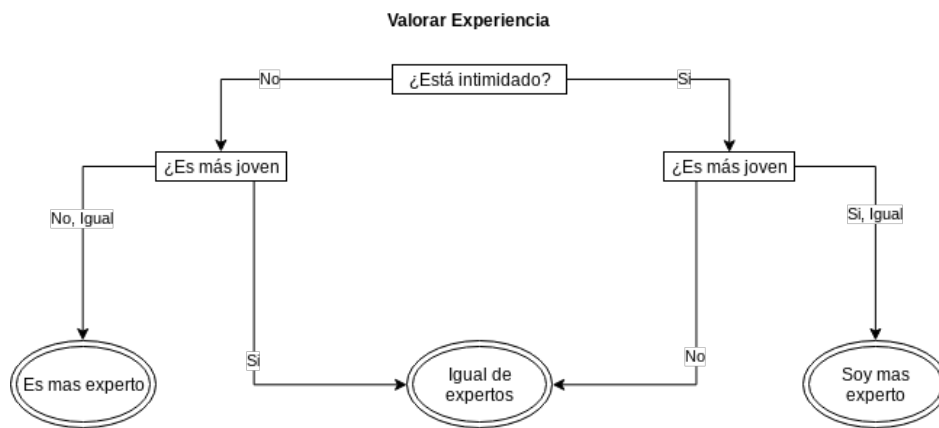 Valorar Experiencia
¿Está intimidado?
No
Si
¿Es más joven
¿Es más joven
No, Igual
Si, Igual
Si
No
Es mas experto
Igual de
expertos
Soy mas
experto